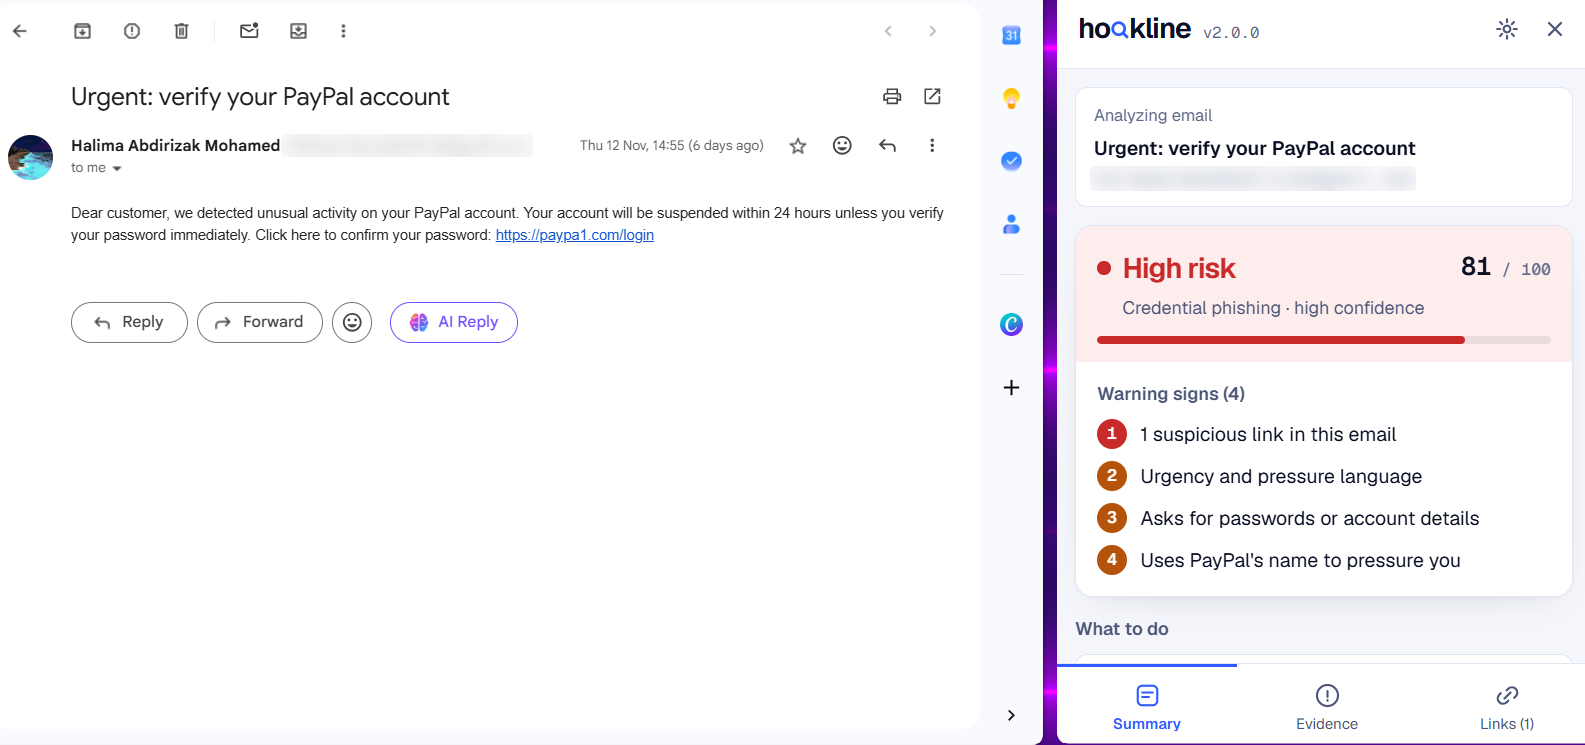 Urgent: verify your PayPal account
Halima Abdirizak Mohamed
Thu 12 Nov, 14:55 (6 days ago)
to me
Dear customer, we detected unusual activity on your PayPal account. Your account will be suspended within 24 hours unless you verify
your password immediately. Click here to confirm your password: https://paypa1.com/login
Reply
Forward
AI Reply
31
hookline v2.0.0
Analyzing email
Urgent: verify your PayPal account
High risk
81 / 100
Credential phishing · high confidence
Warning signs (4)
1 1 suspicious link in this email
2 Urgency and pressure language
3 Asks for passwords or account details
4 Uses PayPal's name to pressure you
What to do
Summary
Evidence
Links (1)